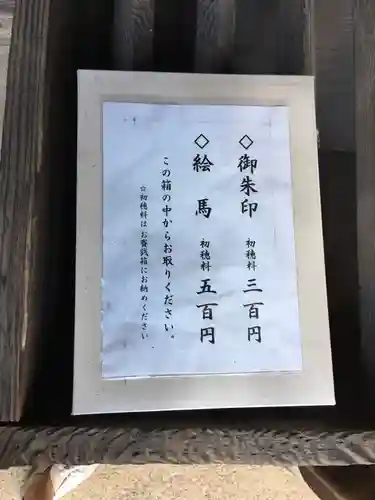 ◇御朱印 初穂料 三百円
◇絵馬 初穂料 五百円
この箱の中からお取りください。
☆初穂料はお賽銭箱にお納めください